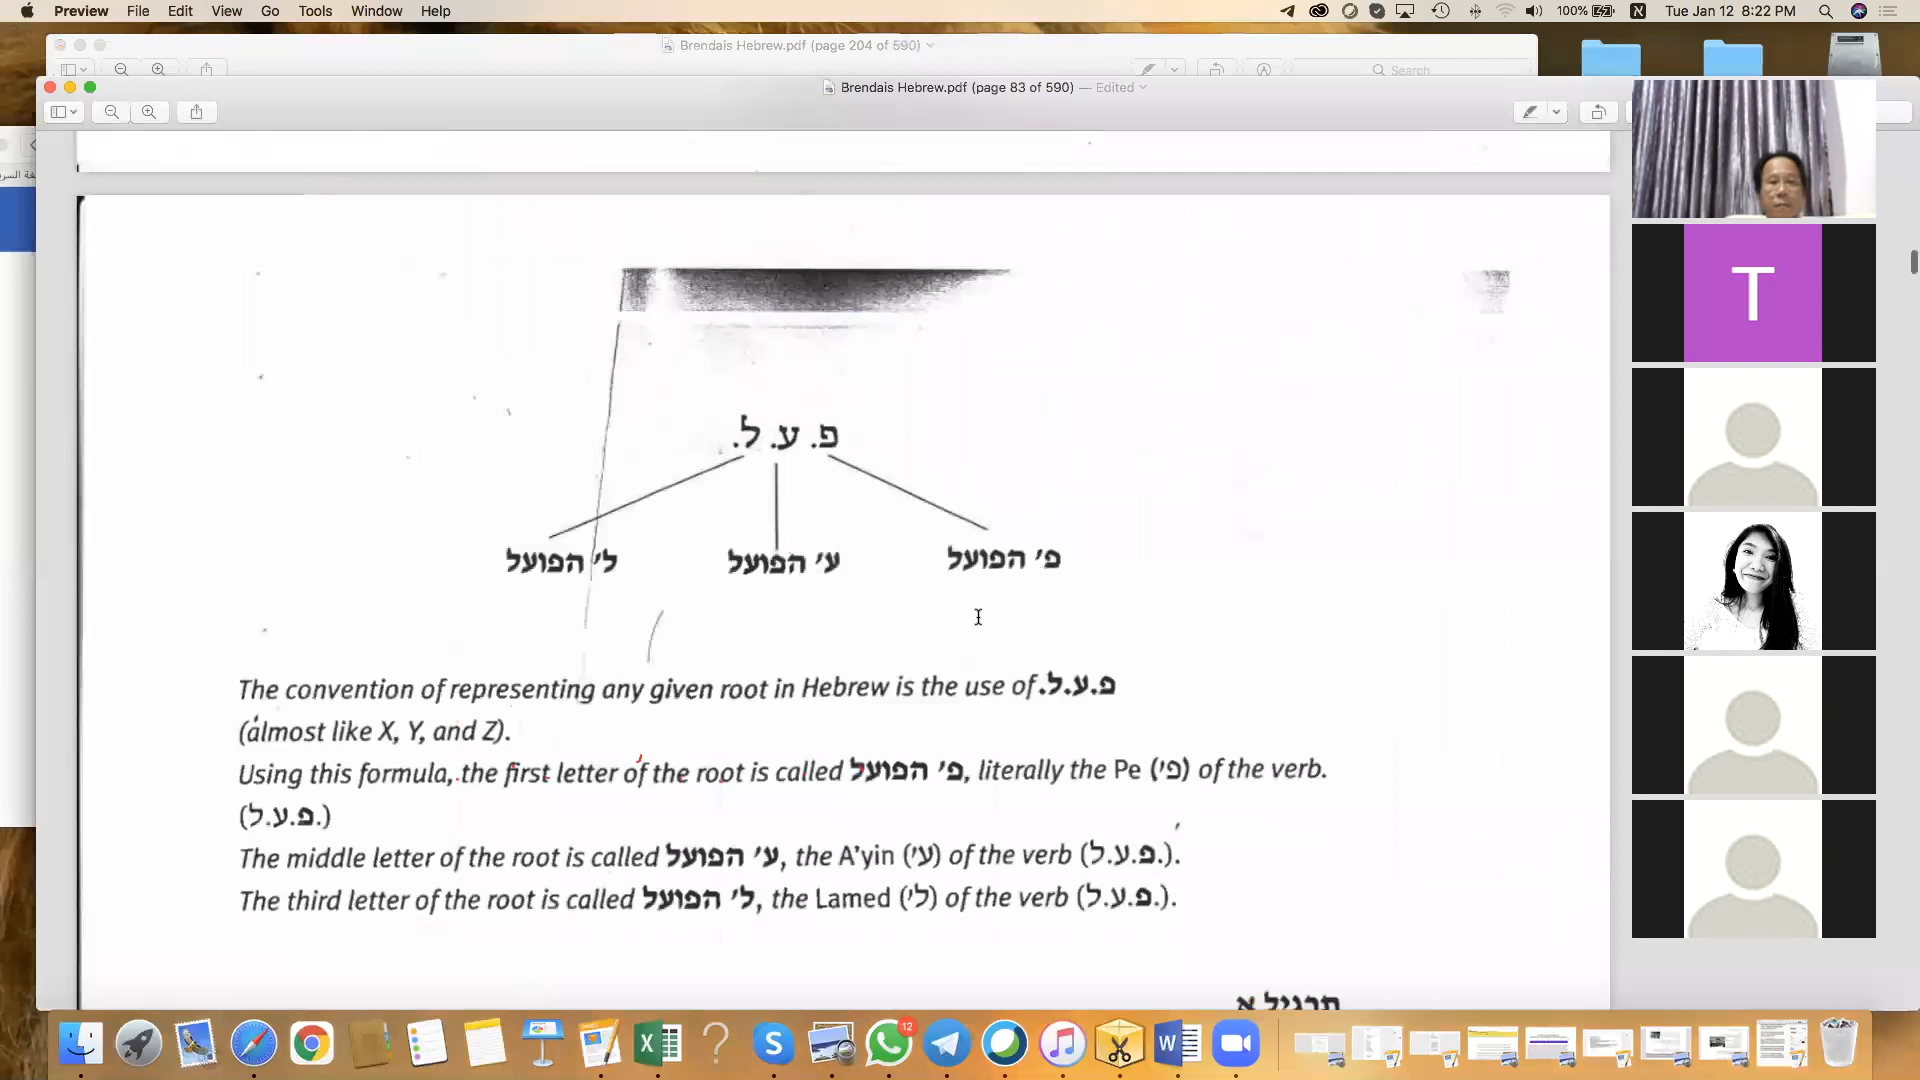 Preview File Edit View Go Tools Window Help
100% א Tue Jan 12 8:22 PM
Brendais Hebrew.pdf (page 204 of 590)
Search
Brendais Hebrew.pdf (page 83 of 590) — Edited
T
פ. ע. ל.
פ' הפועל ע' הפועל ל' הפועל
The convention of representing any given root in Hebrew is the use of פ.ע.ל.
(almost like X, Y, and Z).
Using this formula, the first letter of the root is called פ' הפועל, literally the Pe (פ') of the verb.
(פ.ע.ל.)
The middle letter of the root is called ע' הפועל, the A'yin (ע') of the verb (פ.ע.ל.).
The third letter of the root is called ל' הפועל, the Lamed (ל') of the verb (פ.ע.ל.).
תרגיל א
12